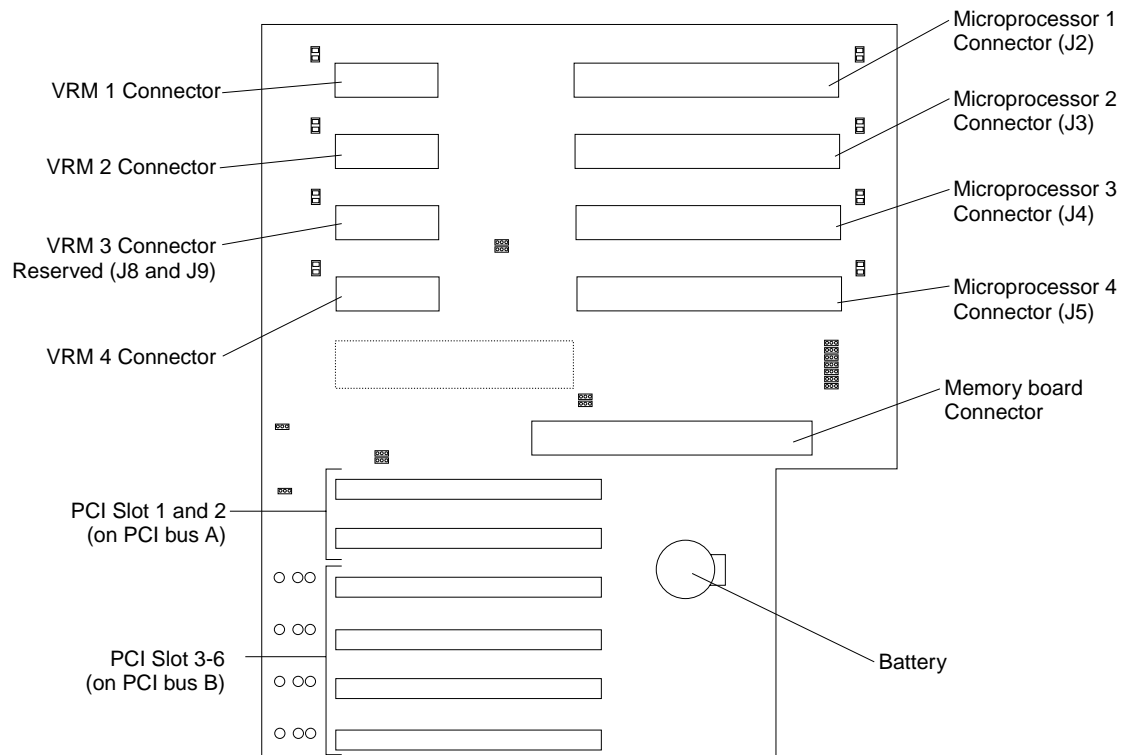 Microprocessor 1
Connector (J2)
VRM 1 Connector
Microprocessor 2
Connector (J3)
VRM 2 Connector
Microprocessor 3
Connector (J4)
VRM 3 Connector
Reserved (J8 and J9)
Microprocessor 4
Connector (J5)
VRM 4 Connector
Memory board
Connector
PCI Slot 1 and 2
(on PCI bus A)
PCI Slot 3-6
(on PCI bus B)
Battery